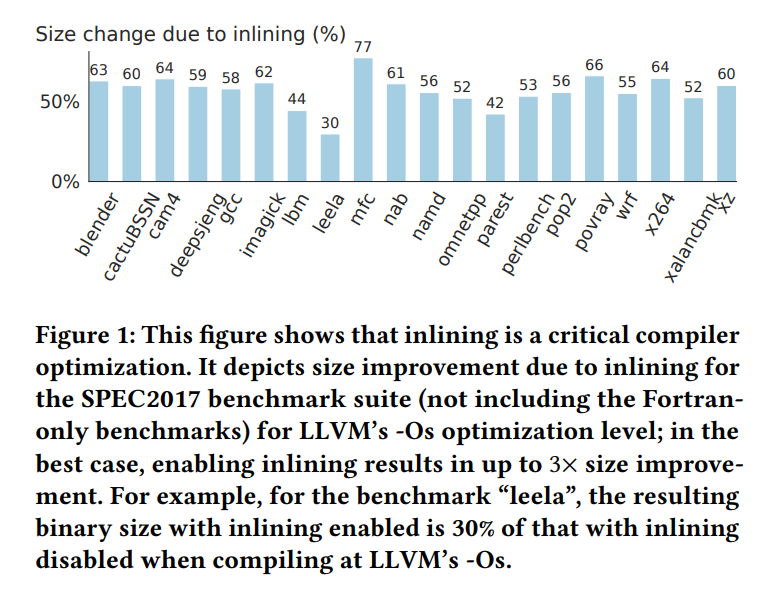 Size change due to inlining (%)
63 60 64 59 58 62 44 30 77 61 56 52 42 53 56 66 55 64 52 60
50%
0%
blender cactuBSSN cam4 deepsjeng gcc imagick lbm leela mfc nab namd omnetpp parest perlbench pop2 povray wrf x264 xalancbmk xz
Figure 1: This figure shows that inlining is a critical compiler
optimization. It depicts size improvement due to inlining for
the SPEC2017 benchmark suite (not including the Fortran-
only benchmarks) for LLVM’s -Os optimization level; in the
best case, enabling inlining results in up to 3× size improve-
ment. For example, for the benchmark “leela”, the resulting
binary size with inlining enabled is 30% of that with inlining
disabled when compiling at LLVM’s -Os.